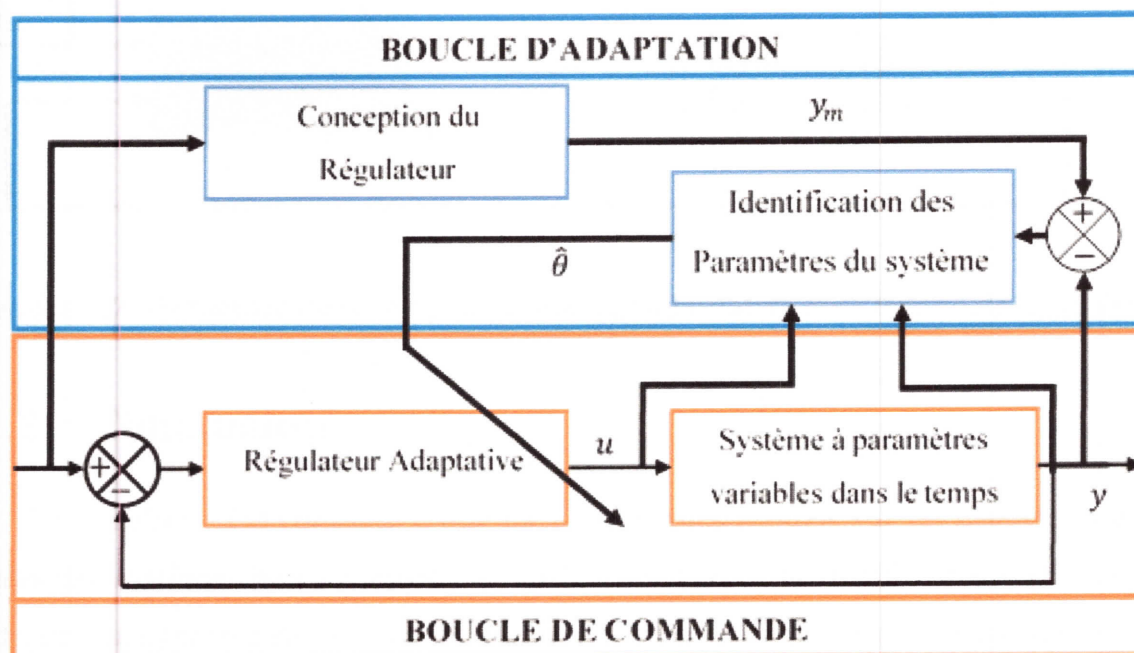 BOUCLE D'ADAPTATION
Conception du
Régulateur
y_m
+
−
Identification des
Paramètres du système
θ̂
+
−
Régulateur Adaptative
u
Système à paramètres
variables dans le temps
y
BOUCLE DE COMMANDE